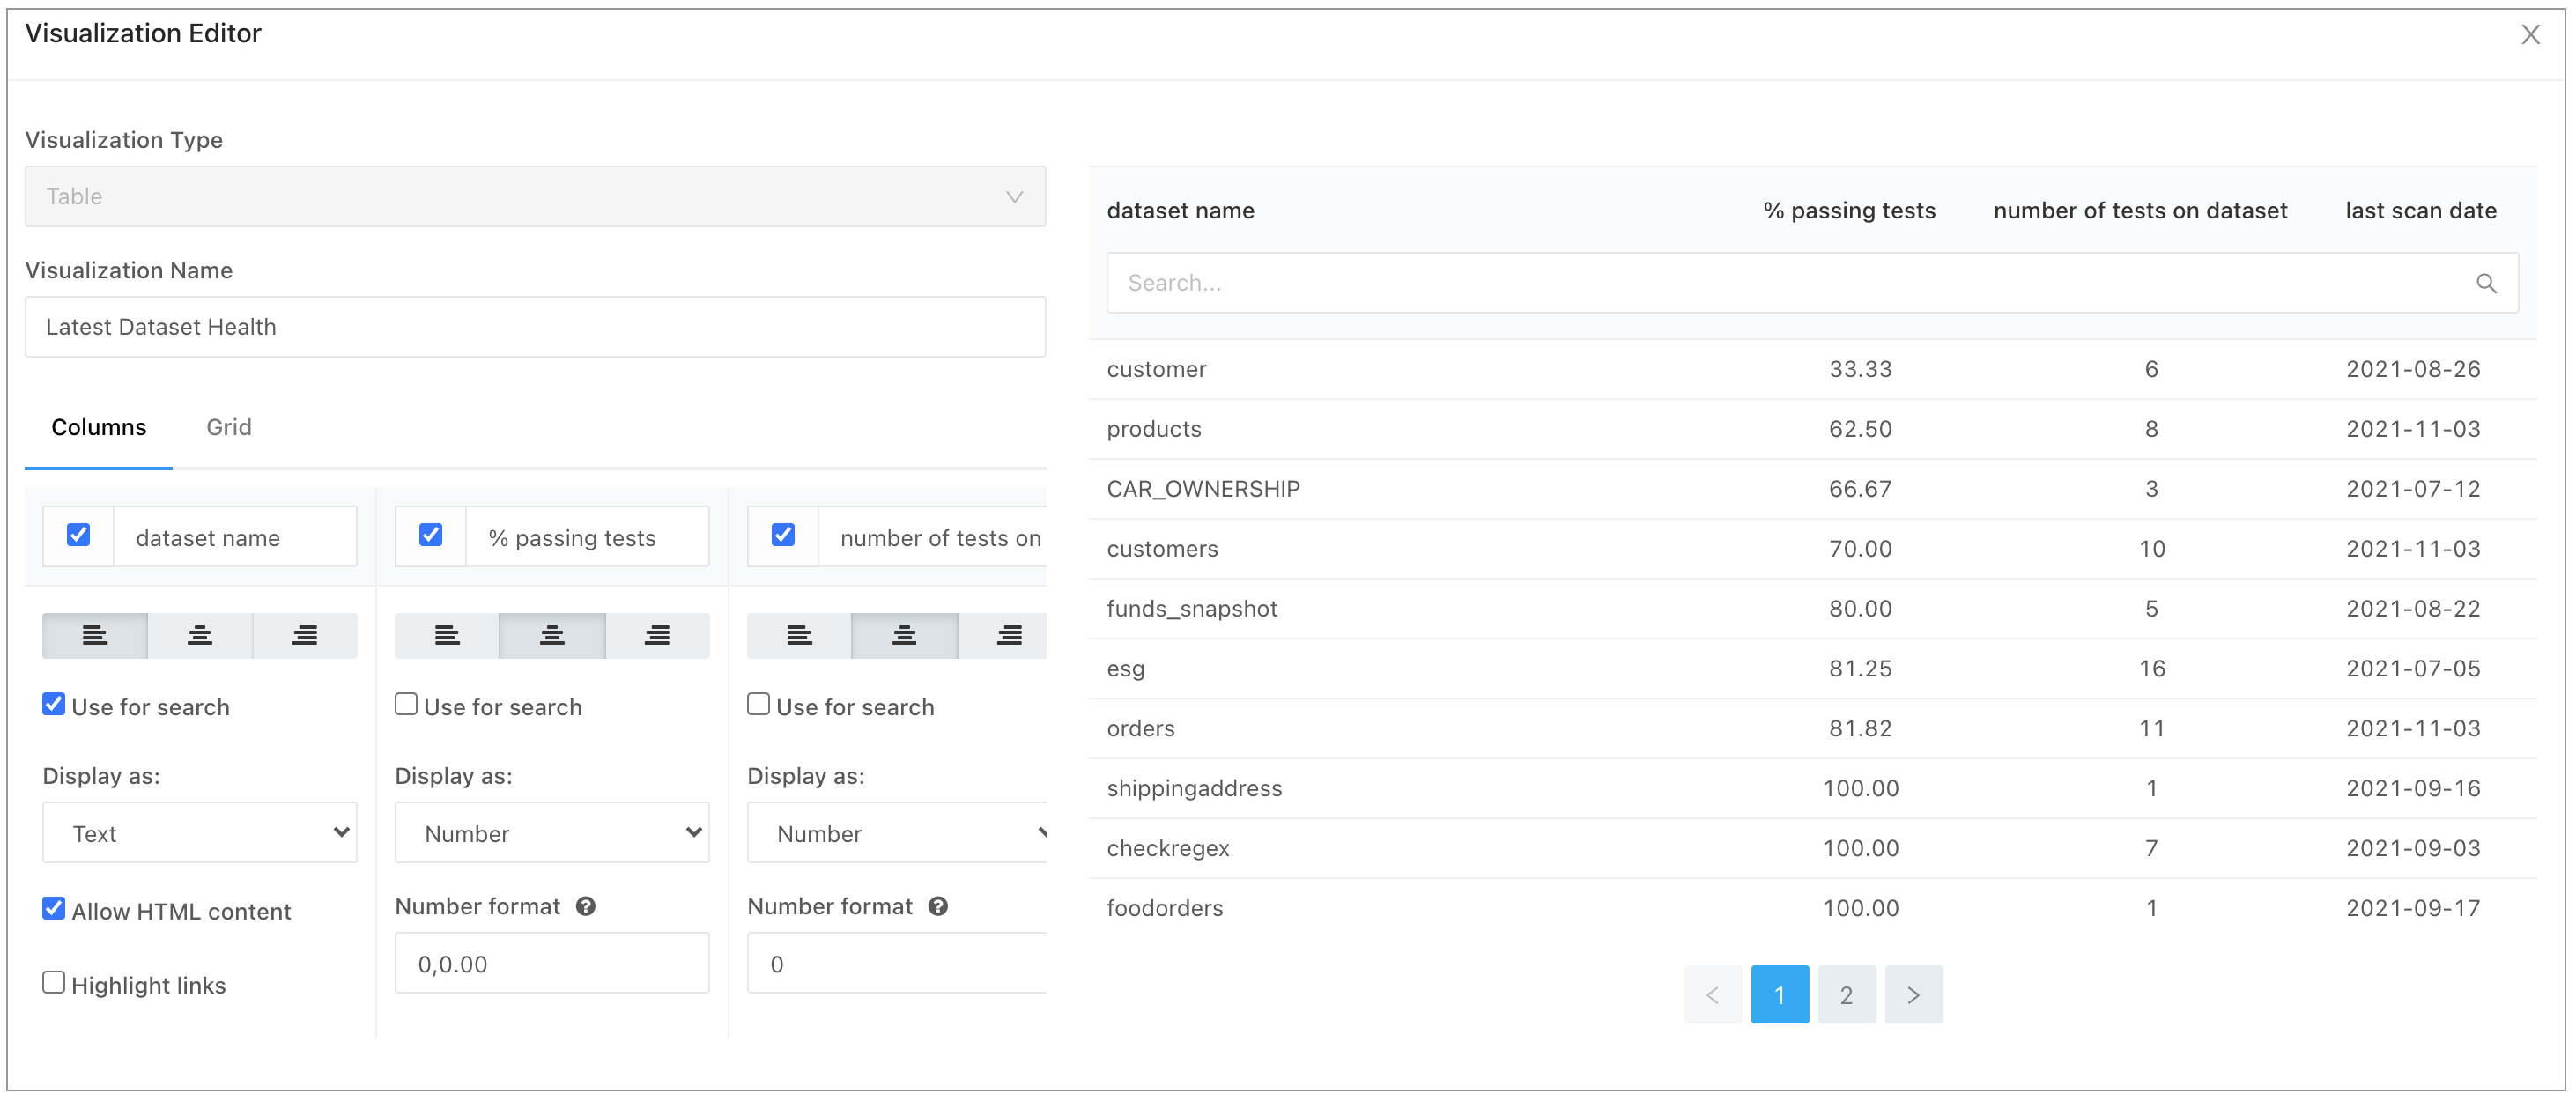 Visualization Editor
Visualization Type
Table
Visualization Name
Latest Dataset Health
Columns Grid
dataset name % passing tests number of tests on
Use for search Use for search Use for search
Display as: Display as: Display as:
Text Number Number
Allow HTML content Number format Number format
0,0.00 0
Highlight links
dataset name % passing tests number of tests on dataset last scan date
Search...
customer 33.33 6 2021-08-26
products 62.50 8 2021-11-03
CAR_OWNERSHIP 66.67 3 2021-07-12
customers 70.00 10 2021-11-03
funds_snapshot 80.00 5 2021-08-22
esg 81.25 16 2021-07-05
orders 81.82 11 2021-11-03
shippingaddress 100.00 1 2021-09-16
checkregex 100.00 7 2021-09-03
foodorders 100.00 1 2021-09-17
< 1 2 >